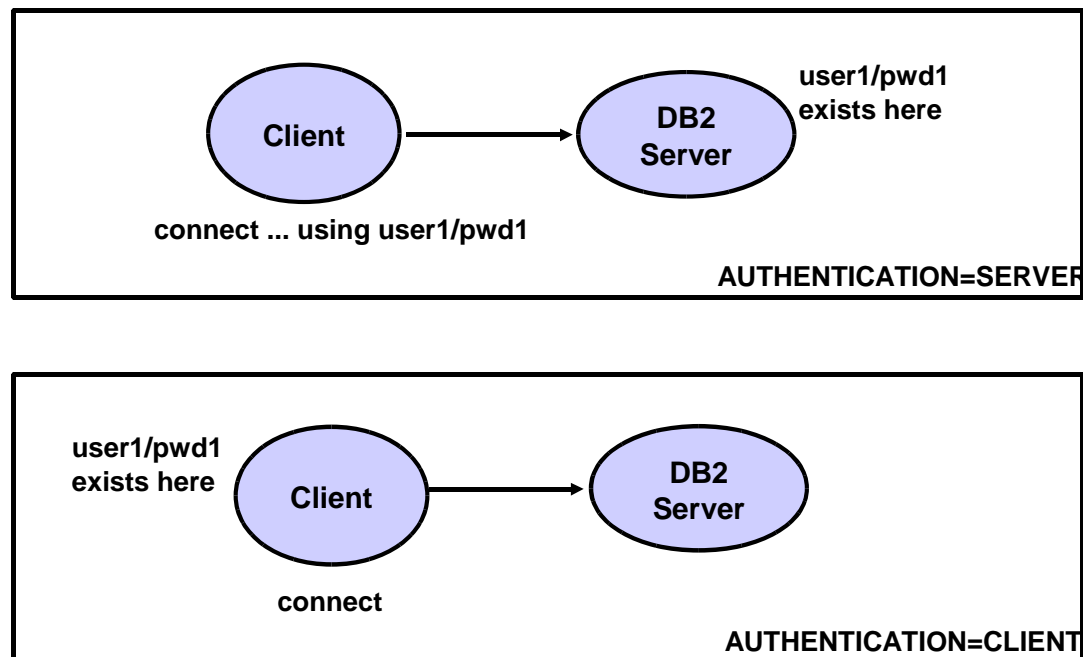 user1/pwd1
exists here
Client
DB2
Server
connect ... using user1/pwd1
AUTHENTICATION=SERVER
user1/pwd1
exists here
Client
DB2
Server
connect
AUTHENTICATION=CLIENT